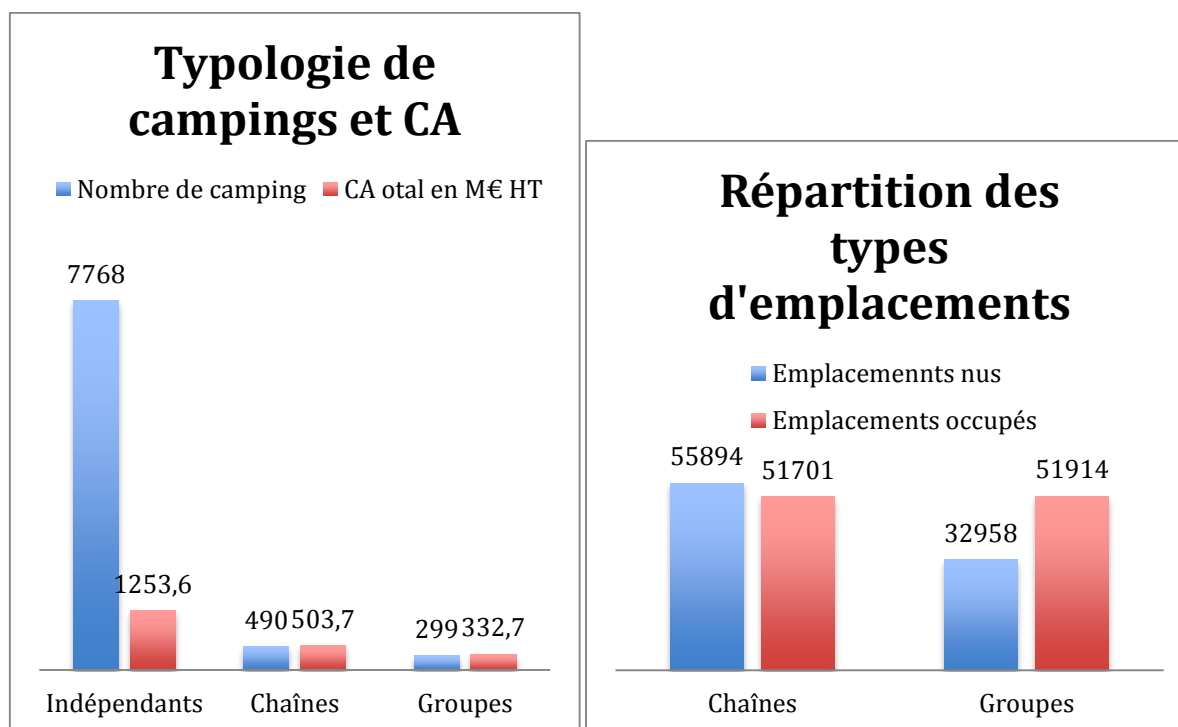 Typologie de
campings et CA
Nombre de camping CA otal en M€ HT
7768
1253,6
490 503,7
299 332,7
Indépendants Chaînes Groupes
Répartition des
types
d'emplacements
Emplacemennts nus
Emplacements occupés
55894 51701
32958 51914
Chaînes Groupes